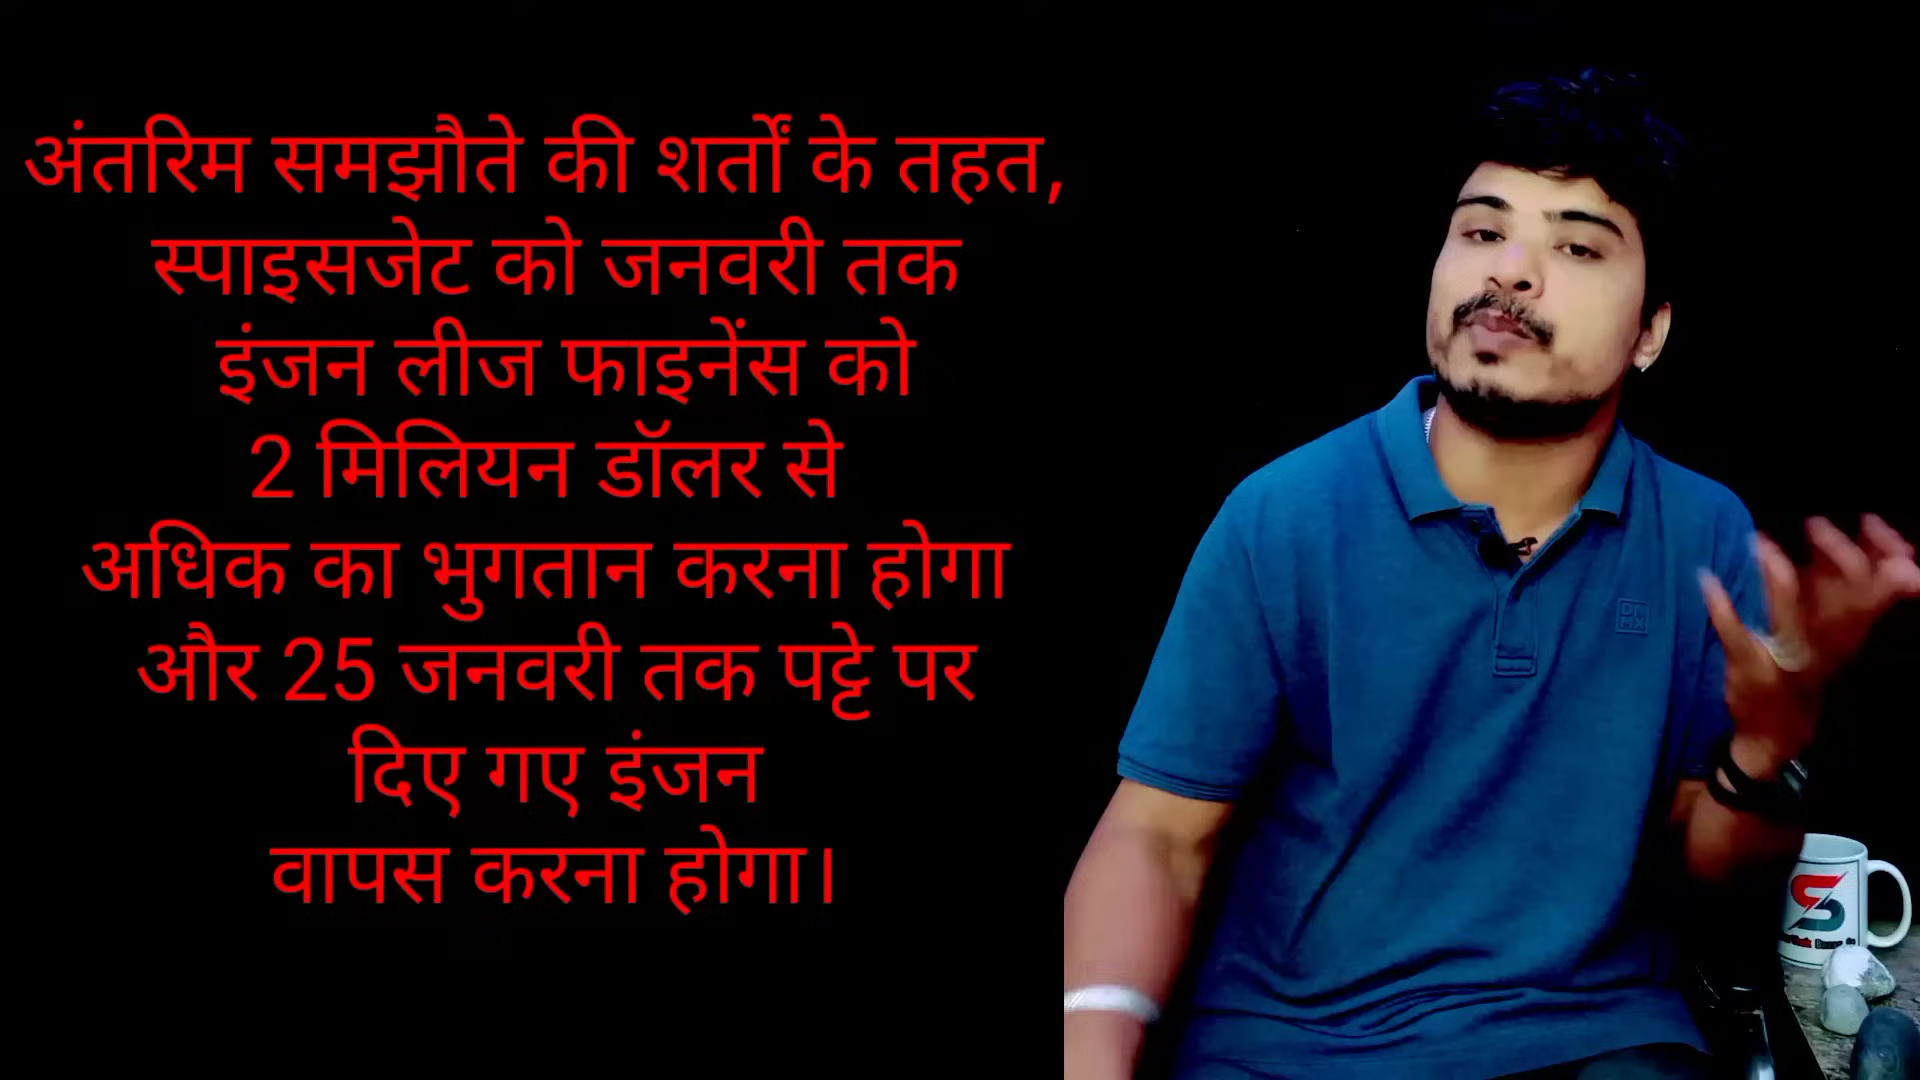 अंतरिम समझौते की शर्तों के तहत,
स्पाइसजेट को जनवरी तक
इंजन लीज फाइनेंस को
2 मिलियन डॉलर से
अधिक का भुगतान करना होगा
और 25 जनवरी तक पट्टे पर
दिए गए इंजन
वापस करना होगा।